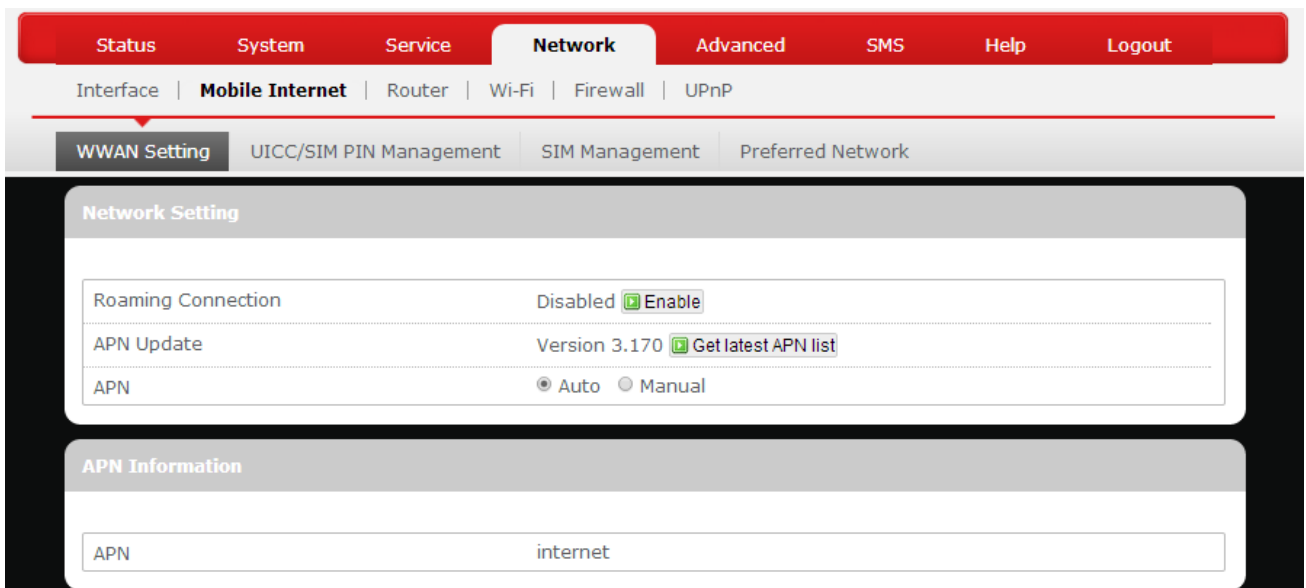 Status System Service Network Advanced SMS Help Logout
Interface | Mobile Internet | Router | Wi-Fi | Firewall | UPnP
WWAN Setting UICC/SIM PIN Management SIM Management Preferred Network
Network Setting
Roaming Connection Disabled Enable
APN Update Version 3.170 Get latest APN list
APN Auto Manual
APN Information
APN internet